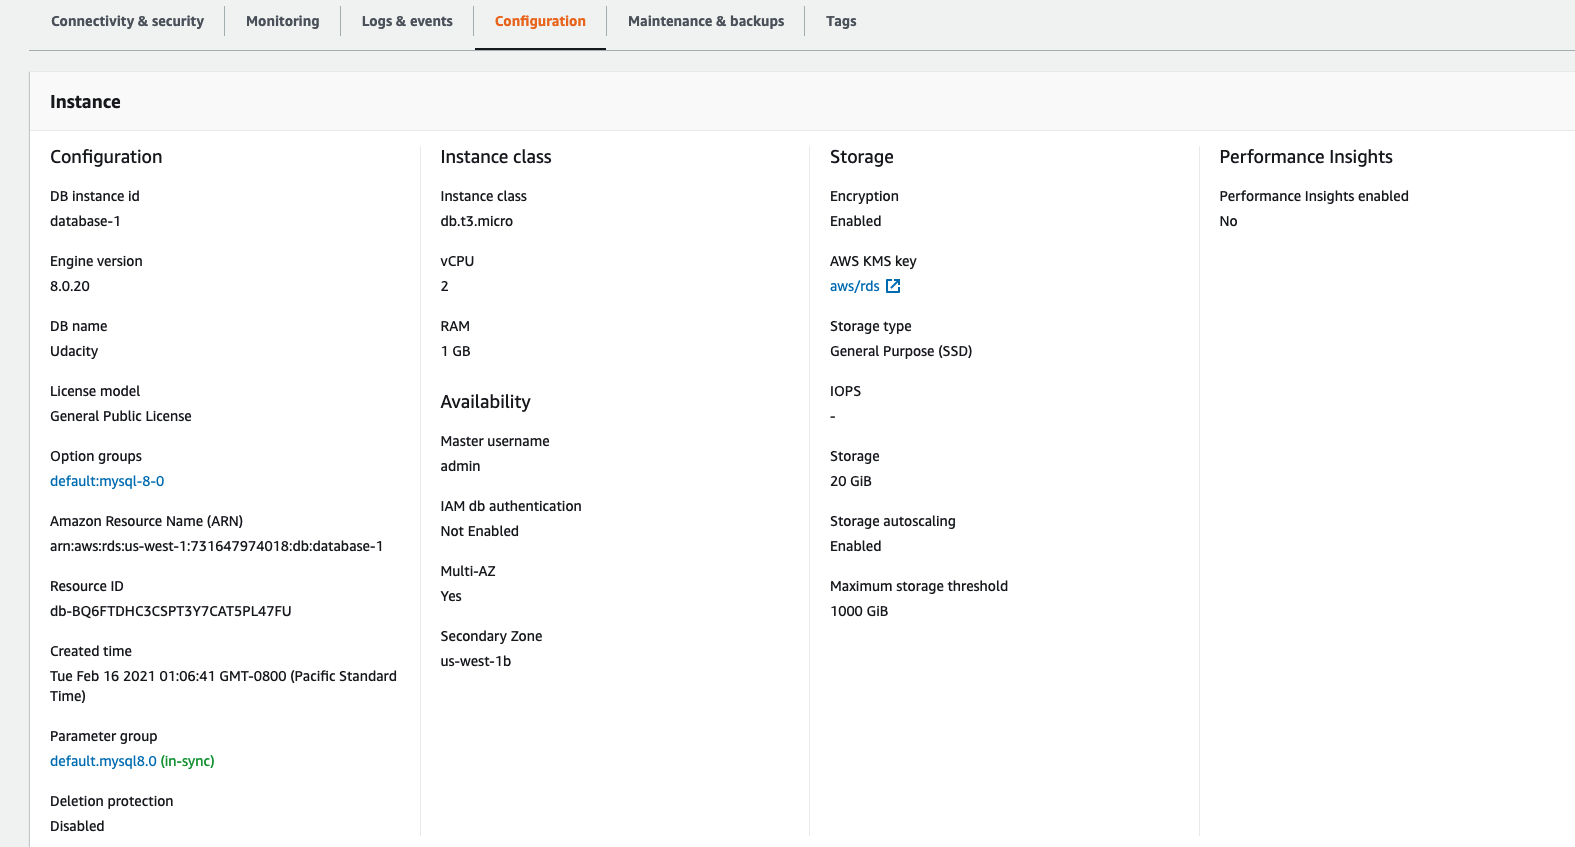 Connectivity & security
Monitoring
Logs & events
Configuration
Maintenance & backups
Tags
Instance
Configuration
DB instance id
database-1
Engine version
8.0.20
DB name
Udacity
License model
General Public License
Option groups
default:mysql-8-0
Amazon Resource Name (ARN)
arn:aws:rds:us-west-1:731647974018:db:database-1
Resource ID
db-BQ6FTDHC3CSPT3Y7CAT5PL47FU
Created time
Tue Feb 16 2021 01:06:41 GMT-0800 (Pacific Standard
Time)
Parameter group
default.mysql8.0 (in-sync)
Deletion protection
Disabled
Instance class
Instance class
db.t3.micro
vCPU
2
RAM
1 GB
Availability
Master username
admin
IAM db authentication
Not Enabled
Multi-AZ
Yes
Secondary Zone
us-west-1b
Storage
Encryption
Enabled
AWS KMS key
aws/rds
Storage type
General Purpose (SSD)
IOPS
-
Storage
20 GiB
Storage autoscaling
Enabled
Maximum storage threshold
1000 GiB
Performance Insights
Performance Insights enabled
No